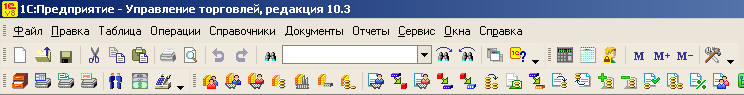 1С:Предприятие - Управление торговлей, редакция 10.3
Файл Правка Таблица Операции Справочники Документы Отчеты Сервис Окна Справка
M M+ M-